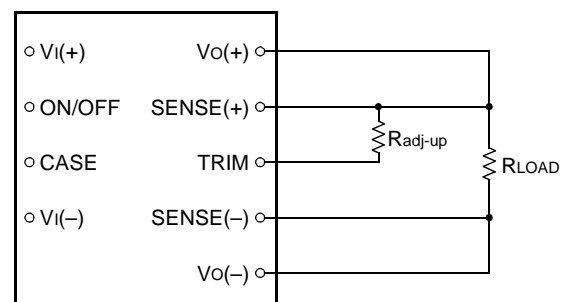 VI(+) VO(+)
ON/OFF SENSE(+)
Radj-up
CASE TRIM RLOAD
VI(–) SENSE(–)
VO(–)